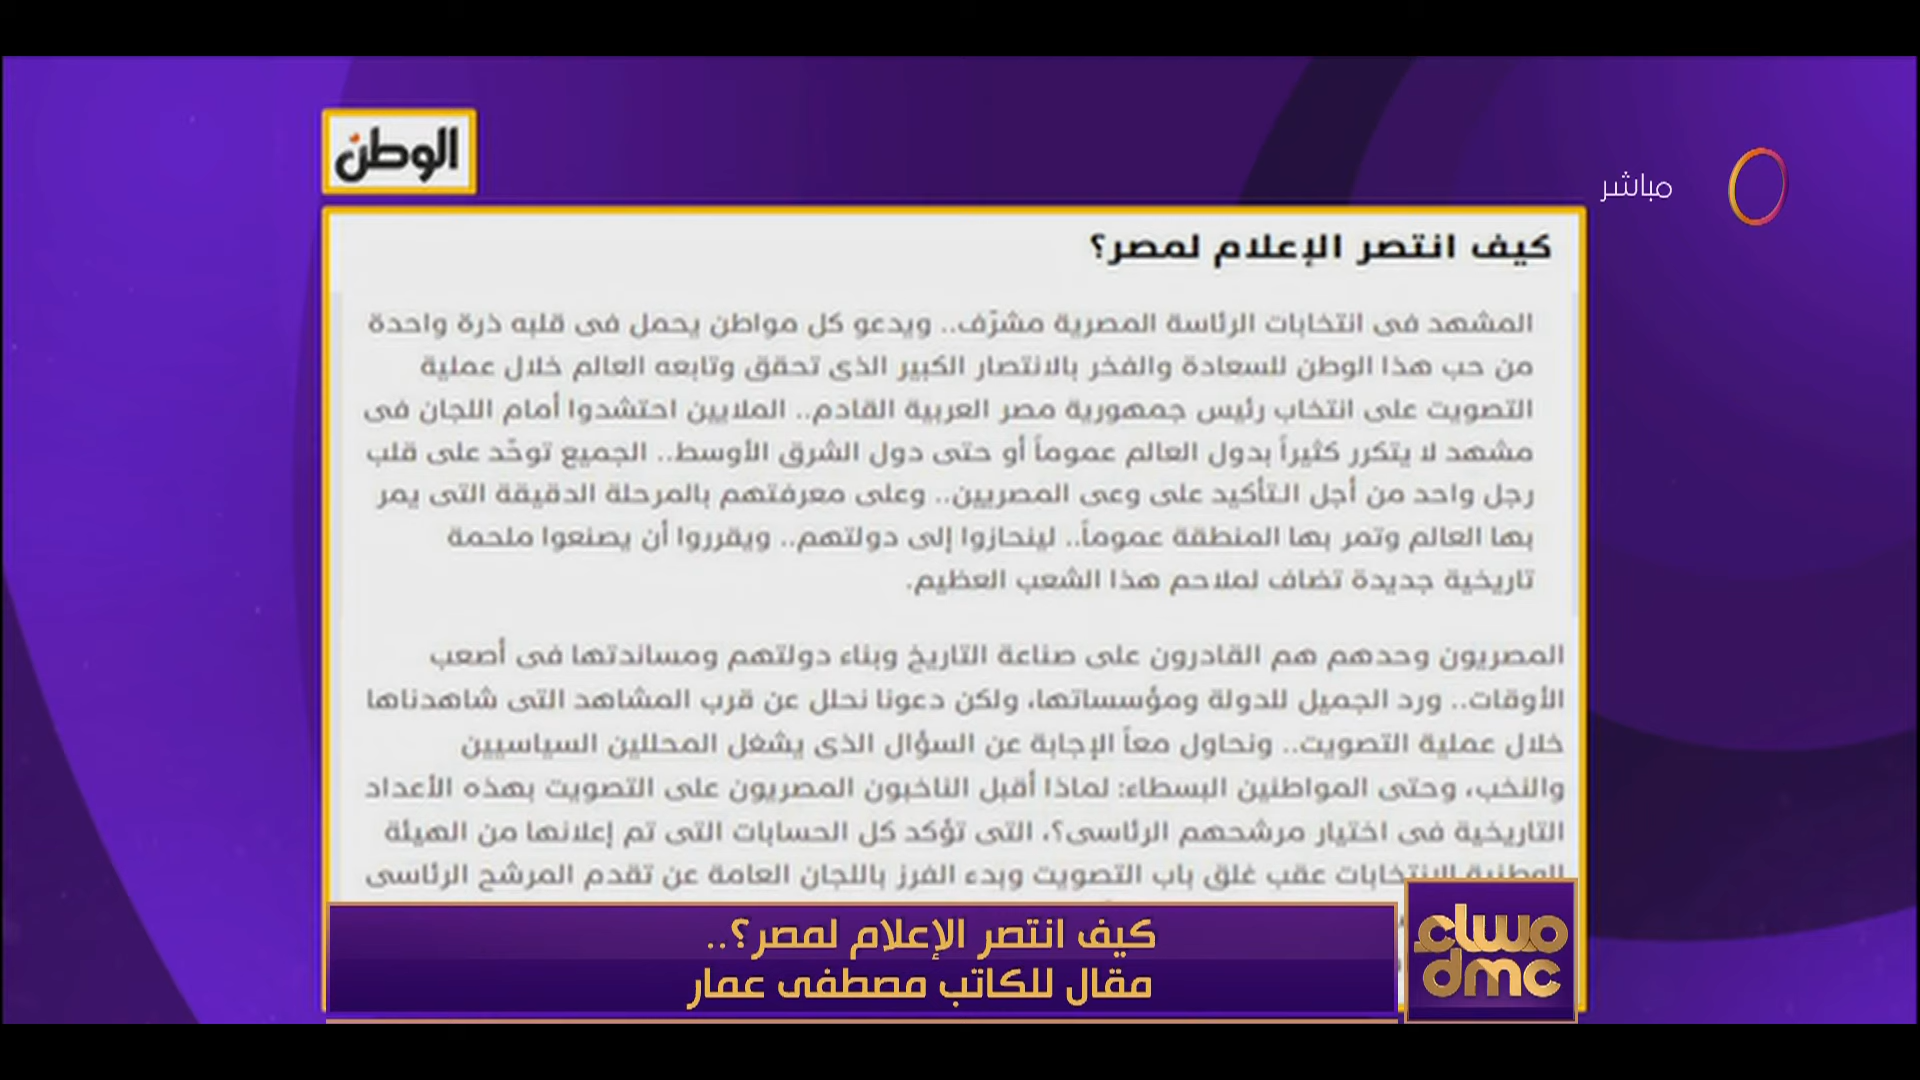 الوطن
مباشر
كيف انتصر الإعلام لمصر؟
المشهد فى انتخابات الرئاسة المصرية مشرّف.. ويدعو كل مواطن يحمل فى قلبه ذرة واحدة
من حب هذا الوطن للسعادة والفخر بالانتصار الكبير الذى تحقق وتابعه العالم خلال عملية
التصويت على انتخاب رئيس جمهورية مصر العربية القادم.. الملايين احتشدوا أمام اللجان فى
مشهد لا يتكرر كثيراً بدول العالم عموماً أو حتى دول الشرق الأوسط.. الجميع توحّد على قلب
رجل واحد من أجل التأكيد على وعى المصريين.. وعلى معرفتهم بالمرحلة الدقيقة التى يمر
بها العالم وتمر بها المنطقة عموماً.. لينحازوا إلى دولتهم.. ويقرروا أن يصنعوا ملحمة
تاريخية جديدة تضاف لملاحم هذا الشعب العظيم.
المصريون وحدهم هم القادرون على صناعة التاريخ وبناء دولتهم ومساندتها فى أصعب
الأوقات.. ورد الجميل للدولة ومؤسساتها، ولكن دعونا نحلل عن قرب المشاهد التى شاهدناها
خلال عملية التصويت.. ونحاول معاً الإجابة عن السؤال الذى يشغل المحللين السياسيين
والنخب، وحتى المواطنين البسطاء: لماذا أقبل الناخبون المصريون على التصويت بهذه الأعداد
التاريخية فى اختيار مرشحهم الرئاسى؟، التى تؤكد كل الحسابات التى تم إعلانها من الهيئة
الوطنية للانتخابات عقب غلق باب التصويت وبدء الفرز باللجان العامة عن تقدم المرشح الرئاسى
كيف انتصر الإعلام لمصر؟..
مقال للكاتب مصطفى عمار
مساء
dmc